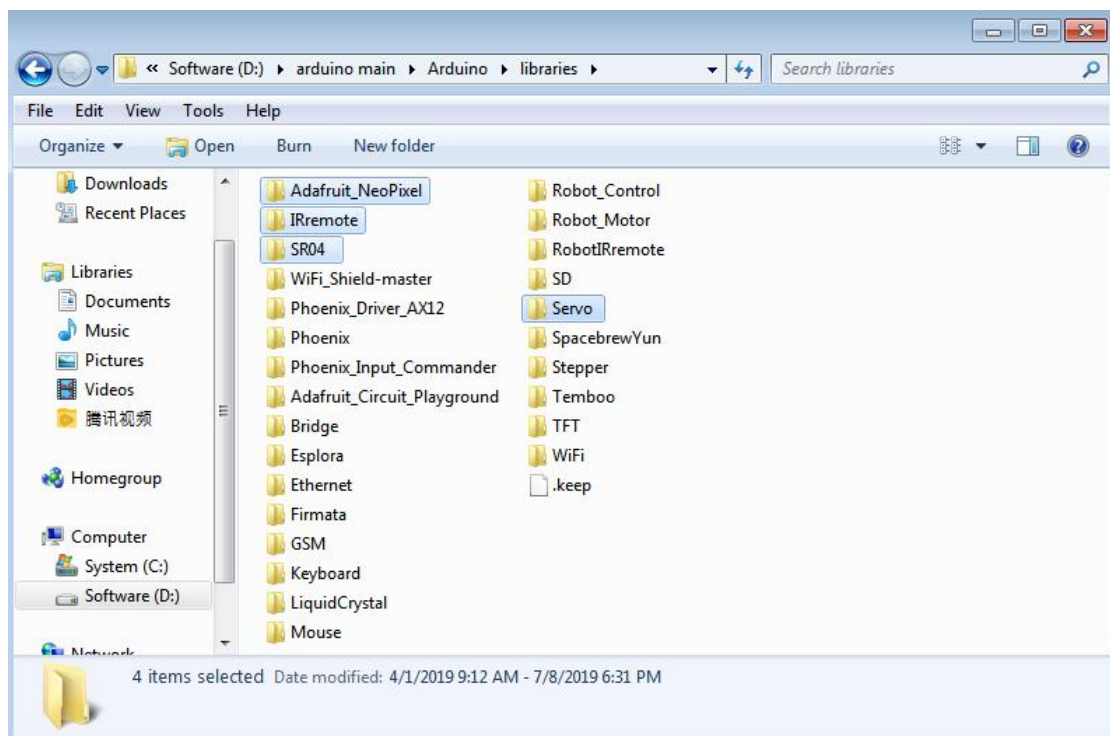 « Software (D:) ▸ arduino main ▸ Arduino ▸ libraries ▸
Search libraries
File Edit View Tools Help
Organize Open Burn New folder
Downloads
Recent Places
Libraries
Documents
Music
Pictures
Videos
腾讯视频
Homegroup
Computer
System (C:)
Software (D:)
Network
Adafruit_NeoPixel
IRremote
SR04
WiFi_Shield-master
Phoenix_Driver_AX12
Phoenix
Phoenix_Input_Commander
Adafruit_Circuit_Playground
Bridge
Esplora
Ethernet
Firmata
GSM
Keyboard
LiquidCrystal
Mouse
Robot_Control
Robot_Motor
RobotIRremote
SD
Servo
SpacebrewYun
Stepper
Temboo
TFT
WiFi
.keep
4 items selected Date modified: 4/1/2019 9:12 AM - 7/8/2019 6:31 PM